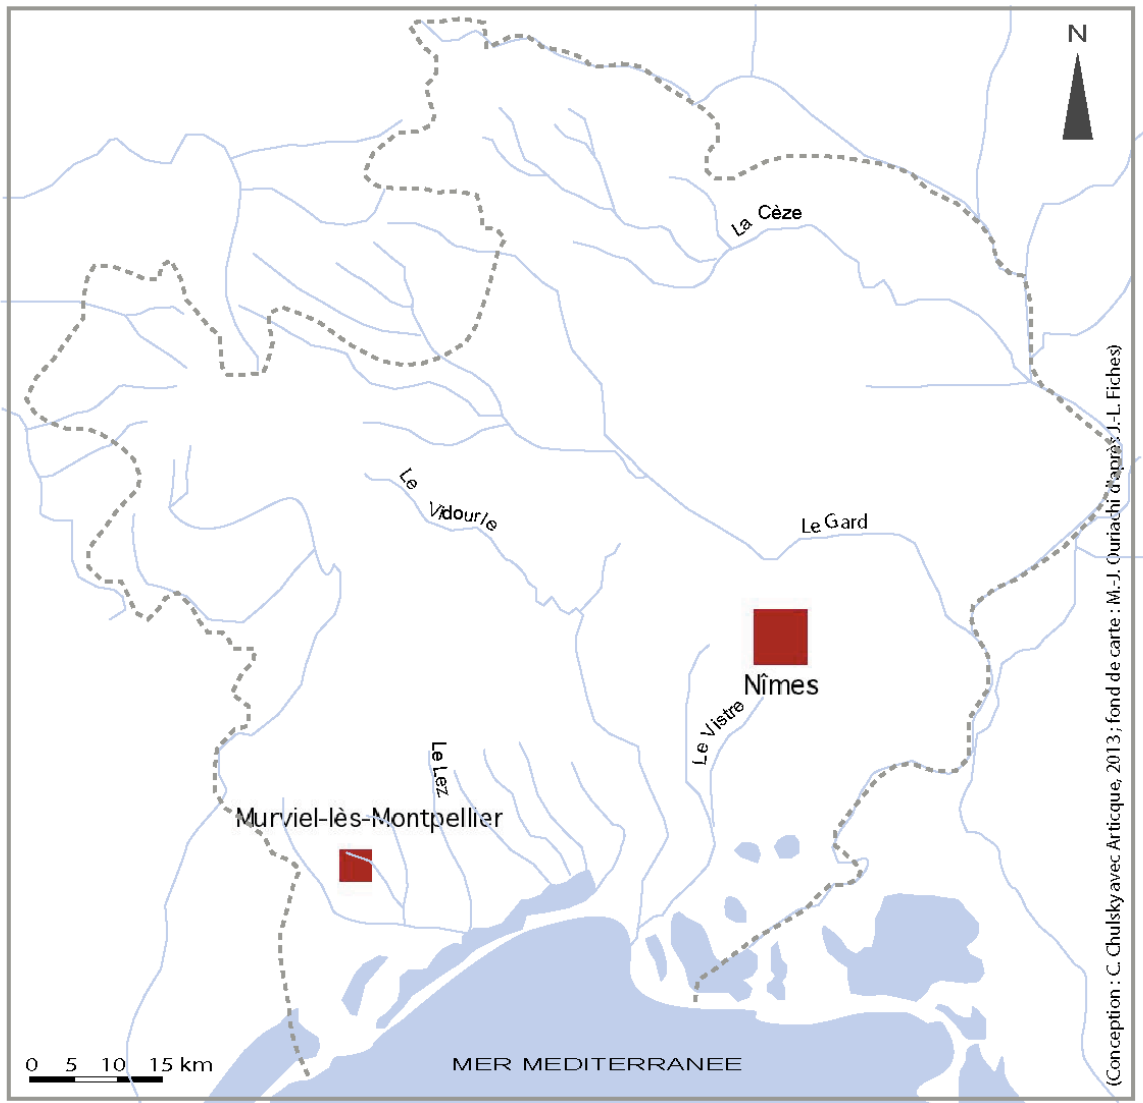 N
La Cèze
Le Vidourle
Le Gard
Nîmes
Le Vistre
Le Lez
Murviel-lès-Montpellier
0 5 10 15 km
MER MEDITERRANEE
(Conception : C. Chulsky avec Articque, 2013 ; fond de carte : M.-J. Ouriachi d'après J.-L. Fiches)